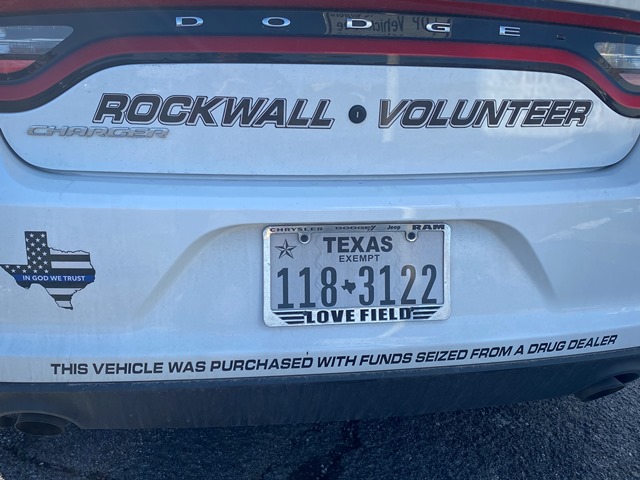 DODGE
ROCKWALL • VOLUNTEER
CHARGER
CHRYSLER DODGE Jeep RAM
TEXAS
EXEMPT
118 3122
LOVE FIELD
IN GOD WE TRUST
THIS VEHICLE WAS PURCHASED WITH FUNDS SEIZED FROM A DRUG DEALER